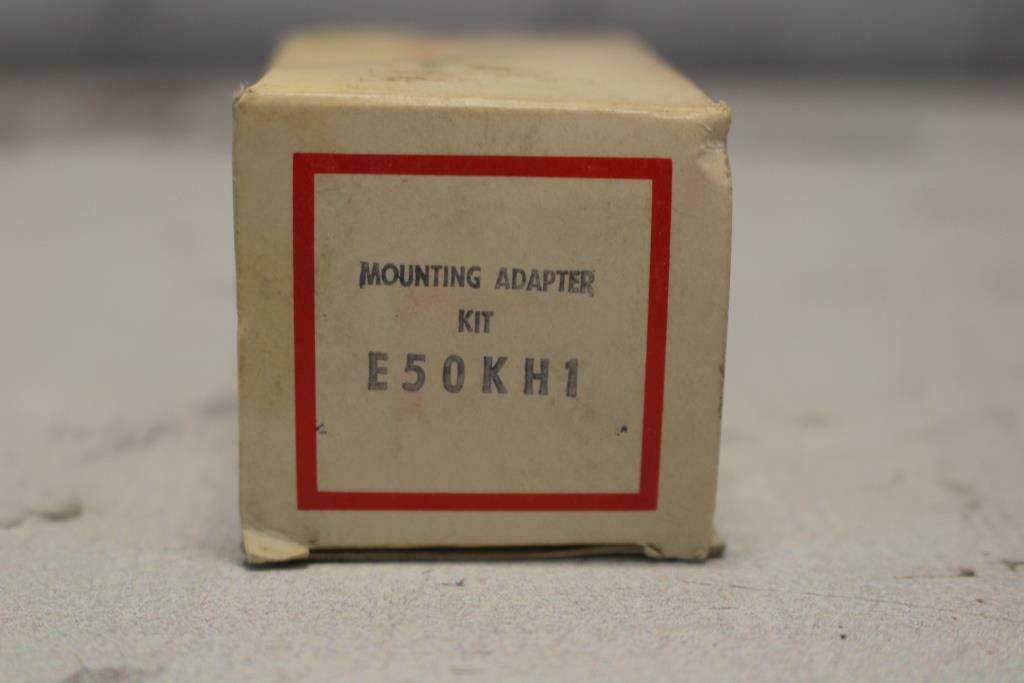 MOUNTING ADAPTER
KIT
E50KH1